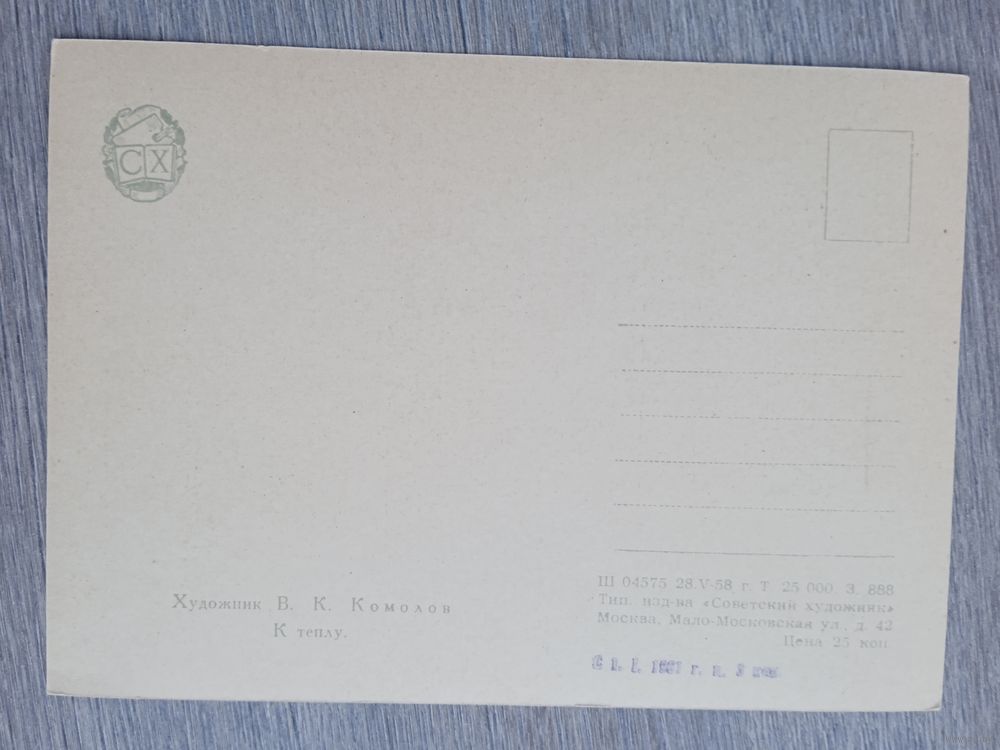 СХ
Художник В. К. Комолов
К теплу.
Ш 04575 28.V-58 г. Т. 25 000. З. 888
Тип. изд-ва «Советский художник»
Москва, Мало-Московская ул., д. 42
Цена 25 коп.
С 1. I. 1961 г. ц. 3 коп.